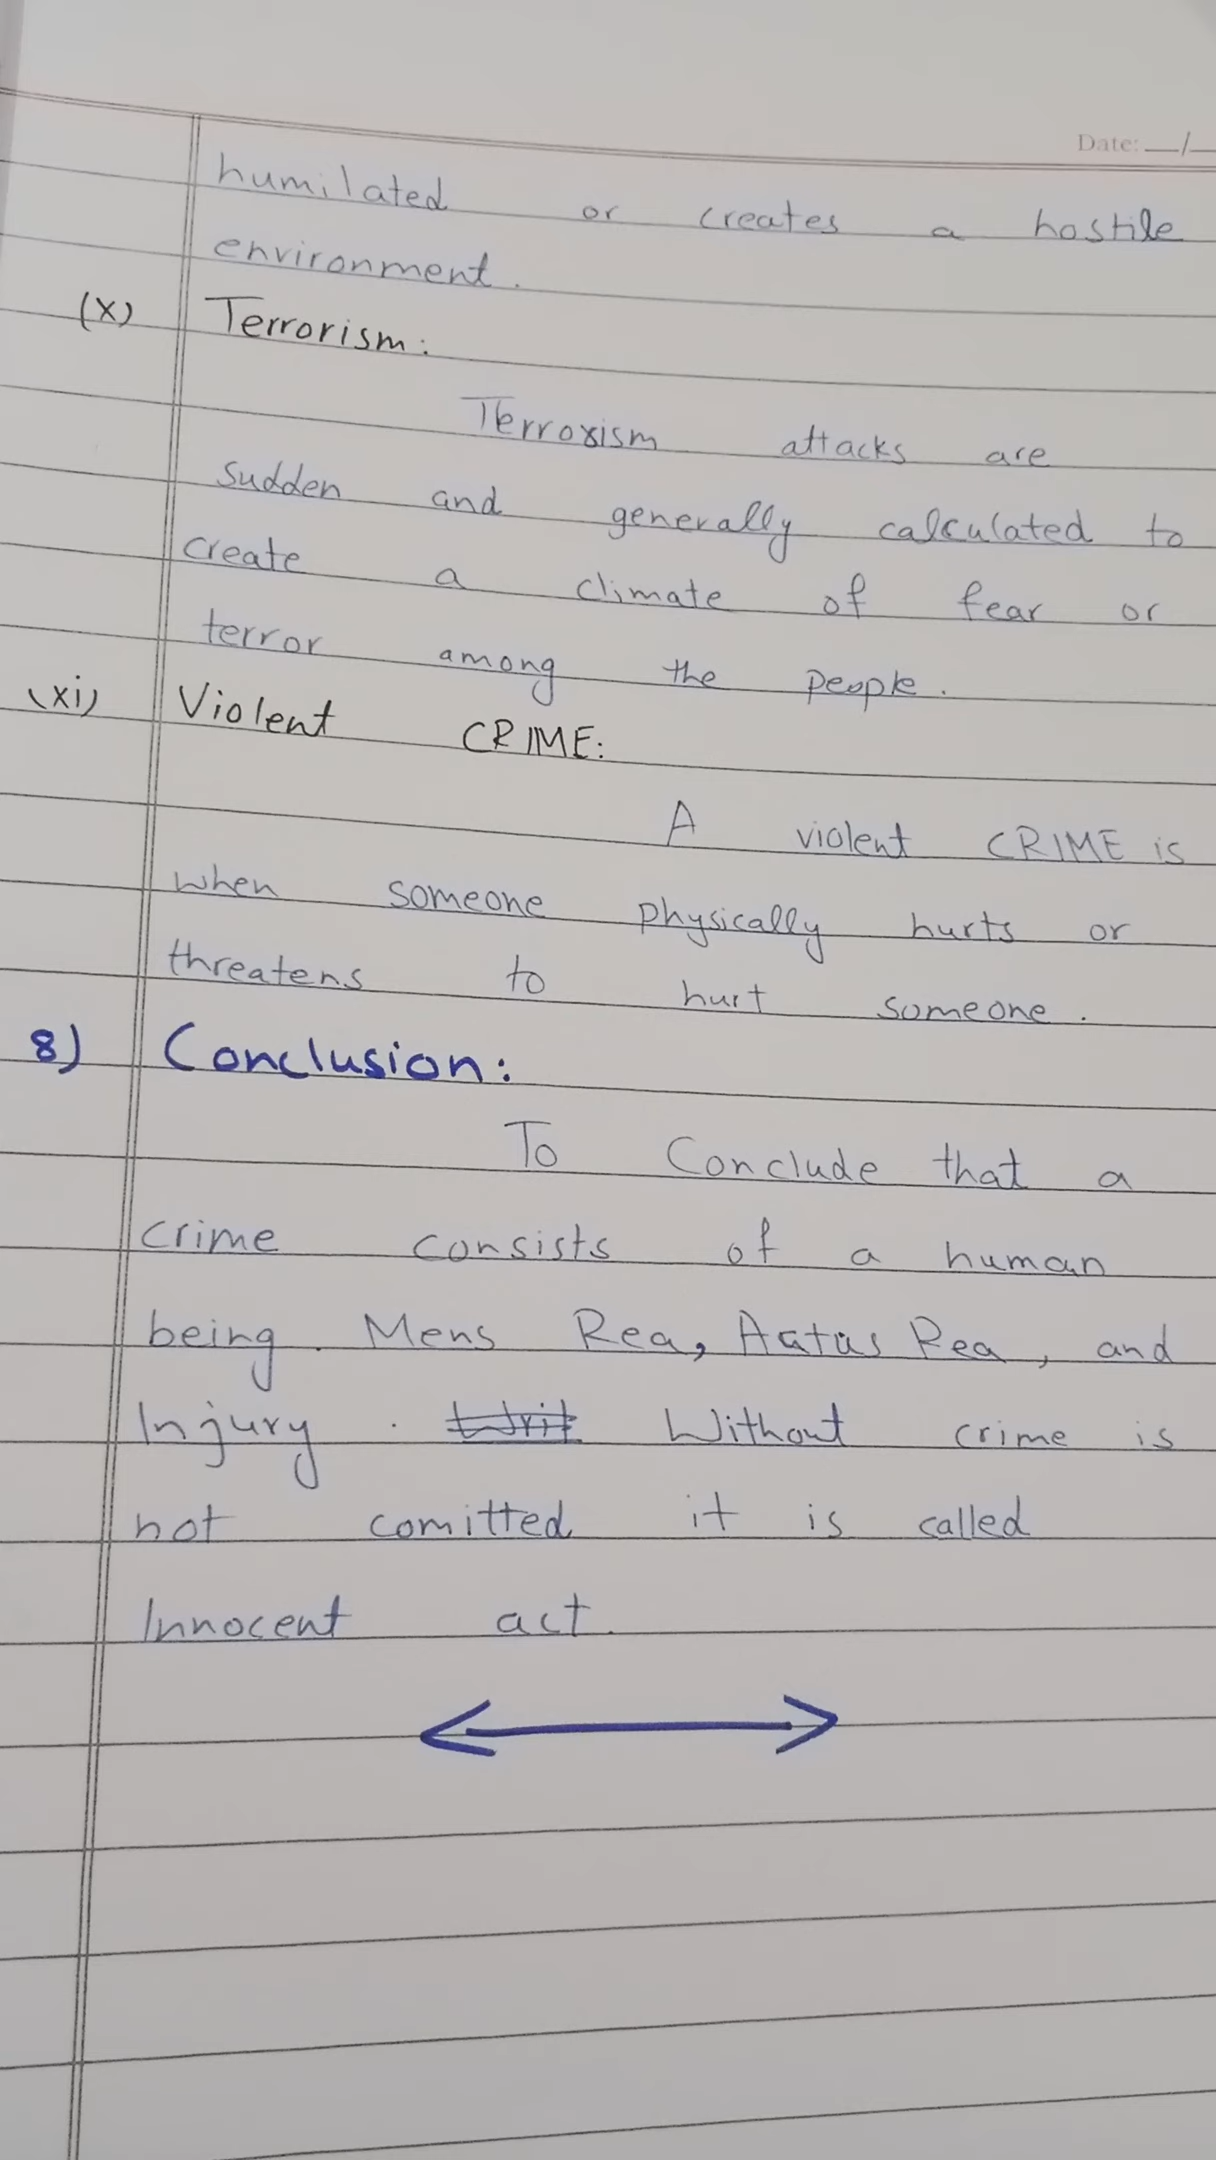 Date: __/__
humilated or creates a hostile
environment.
(x) Terrorism:
Terrorism attacks are
sudden and generally calculated to
create a climate of fear or
terror among the people.
(xi) Violent CRIME:
A violent CRIME is
when someone physically hurts or
threatens to hurt someone.
8) Conclusion:
To Conclude that a
crime consists of a human
being. Mens Rea, Aatus Rea, and
Injury. Writ Without crime is
not comitted it is called
Innocent act.